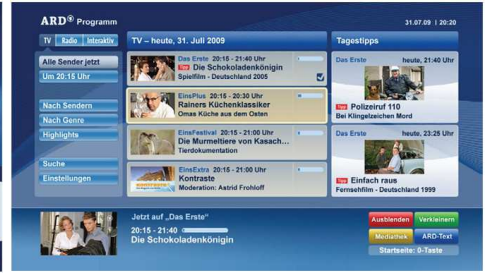 ARD® Programm
31.07.09 | 20:20
TV Radio Interaktiv
TV – heute, 31. Juli 2009
Tagestipps
Alle Sender jetzt
Um 20:15 Uhr
Nach Sendern
Nach Genre
Highlights
Suche
Einstellungen
Das Erste 20:15 - 21:40 Uhr
Tipp Die Schokoladenkönigin
Spielfilm - Deutschland 2005
EinsPlus 20:15 - 20:30 Uhr
Rainers Küchenklassiker
Omas Küche aus dem Osten
EinsFestival 20:15 - 21:00 Uhr
Die Murmeltiere von Kasach...
Tierdokumentation
EinsExtra 20:15 - 21:00 Uhr
Kontraste
Moderation: Astrid Frohloff
Das Erste heute, 21:40 Uhr
Tipp Polizeiruf 110
Bei Klingelzeichen Mord
Das Erste heute, 23:25 Uhr
Tipp Einfach raus
Fernsehfilm - Deutschland 1999
Jetzt auf „Das Erste“
20:15 - 21:40
Die Schokoladenkönigin
Ausblenden Verkleinern
Mediathek ARD-Text
Startseite: 0-Taste